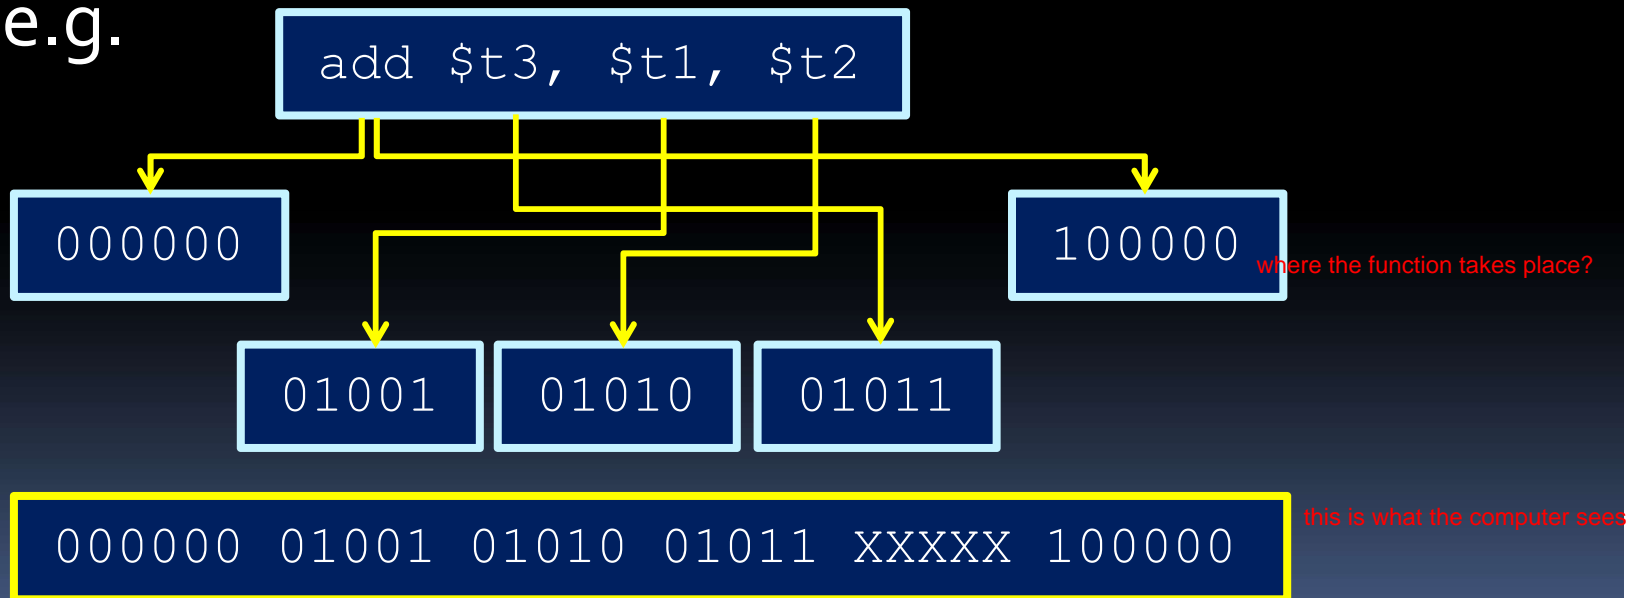 e.g.
add $t3, $t1, $t2
000000
100000
where the function takes place?
01001 01010 01011
this is what the computer sees
000000 01001 01010 01011 XXXXX 100000